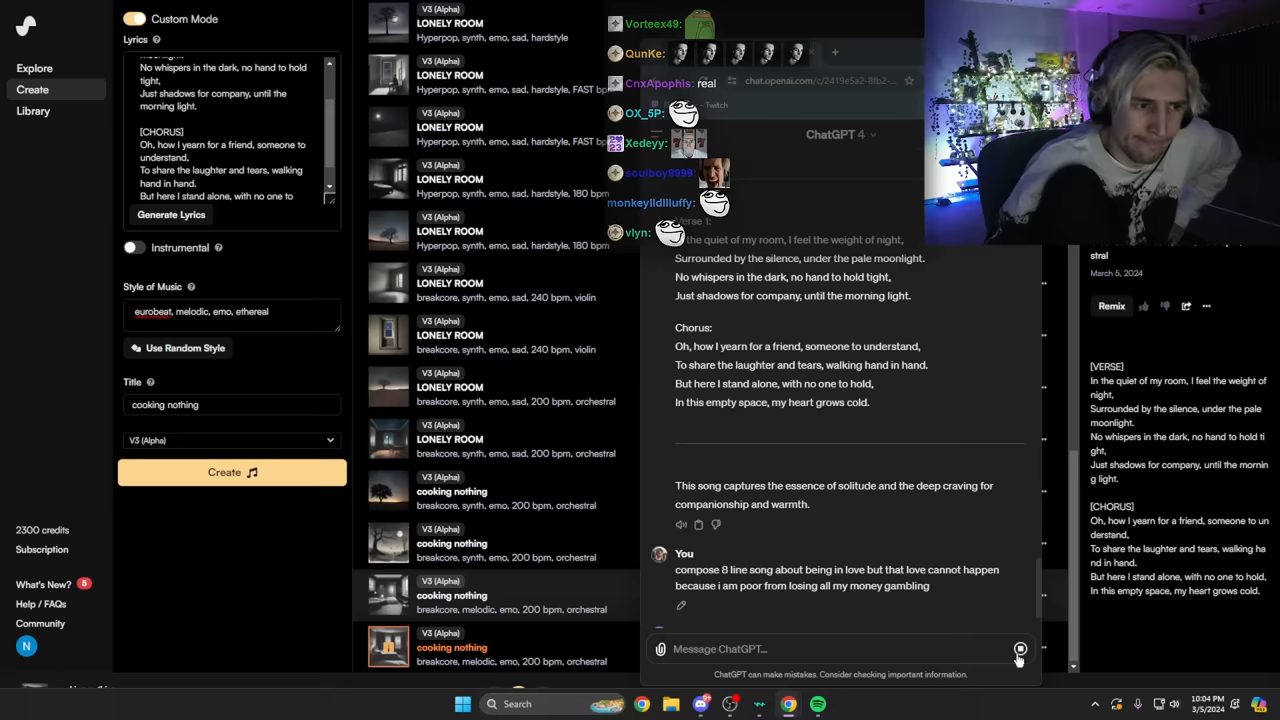 Custom Mode
Lyrics
No whispers in the dark, no hand to hold
tight,
Just shadows for company, until the
morning light.
[CHORUS]
Oh, how I yearn for a friend, someone to
understand,
To share the laughter and tears, walking
hand in hand.
But here I stand alone, with no one to
Generate Lyrics
Instrumental
Style of Music
eurobeat, melodic, emo, ethereal
Use Random Style
Title
cooking nothing
V3 (Alpha)
Create
Explore
Create
Library
2300 credits
Subscription
What's New? 5
Help / FAQs
Community
N
V3 (Alpha)
LONELY ROOM
Hyperpop, synth, emo, sad, hardstyle
V3 (Alpha)
LONELY ROOM
Hyperpop, synth, emo, sad, hardstyle, FAST bp
V3 (Alpha)
LONELY ROOM
Hyperpop, synth, emo, sad, hardstyle, FAST bp
V3 (Alpha)
LONELY ROOM
Hyperpop, synth, emo, sad, hardstyle, 180 bpm
V3 (Alpha)
LONELY ROOM
Hyperpop, synth, emo, sad, hardstyle, 180 bpm
V3 (Alpha)
LONELY ROOM
breakcore, synth, emo, sad, 240 bpm, violin
V3 (Alpha)
LONELY ROOM
breakcore, synth, emo, sad, 240 bpm, violin
V3 (Alpha)
LONELY ROOM
breakcore, synth, emo, sad, 200 bpm, orchestral
V3 (Alpha)
LONELY ROOM
breakcore, synth, emo, sad, 200 bpm, orchestral
V3 (Alpha)
cooking nothing
breakcore, synth, emo, 200 bpm, orchestral
V3 (Alpha)
cooking nothing
breakcore, synth, emo, 200 bpm, orchestral
V3 (Alpha)
cooking nothing
breakcore, melodic, emo, 200 bpm, orchestral
V3 (Alpha)
cooking nothing
breakcore, melodic, emo, 200 bpm, orchestral
Vorteex49:
QunKe:
CnxApophis: real
OX_5P:
Xedeyy:
soulboy9999:
monkeylldlllluffy:
vlyn:
chat.openai.com/c/2419e5a2-8fb2-...
Twitch
ChatGPT 4
Verse 1:
the quiet of my room, I feel the weight of night,
Surrounded by the silence, under the pale moonlight.
No whispers in the dark, no hand to hold tight,
Just shadows for company, until the morning light.
Chorus:
Oh, how I yearn for a friend, someone to understand,
To share the laughter and tears, walking hand in hand.
But here I stand alone, with no one to hold,
In this empty space, my heart grows cold.
This song captures the essence of solitude and the deep craving for
companionship and warmth.
You
compose 8 line song about being in love but that love cannot happen
because i am poor from losing all my money gambling
Message ChatGPT...
ChatGPT can make mistakes. Consider checking important information.
stral
March 5, 2024
Remix
[VERSE]
In the quiet of my room, I feel the weight of
night,
Surrounded by the silence, under the pale
moonlight.
No whispers in the dark, no hand to hold ti
ght,
Just shadows for company, until the mornin
g light.
[CHORUS]
Oh, how I yearn for a friend, someone to un
derstand,
To share the laughter and tears, walking ha
nd in hand.
But here I stand alone, with no one to hold,
In this empty space, my heart grows cold.
Search
10:04 PM
3/5/2024